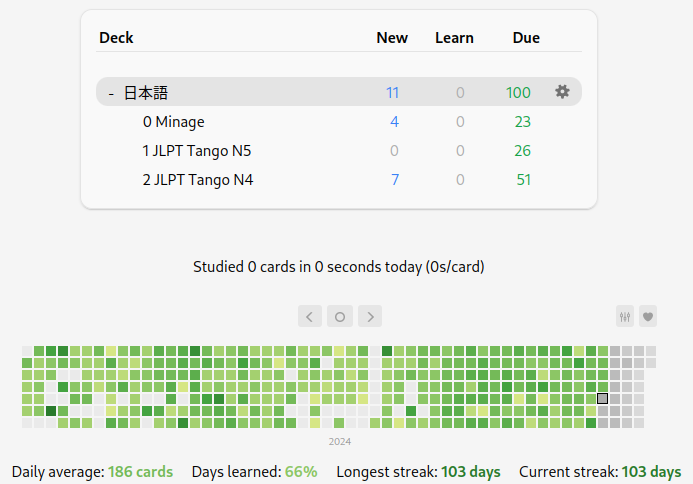 Deck New Learn Due
- 日本語 11 0 100
0 Minage 4 0 23
1 JLPT Tango N5 0 0 26
2 JLPT Tango N4 7 0 51
Studied 0 cards in 0 seconds today (0s/card)
2024
Daily average: 186 cards Days learned: 66% Longest streak: 103 days Current streak: 103 days